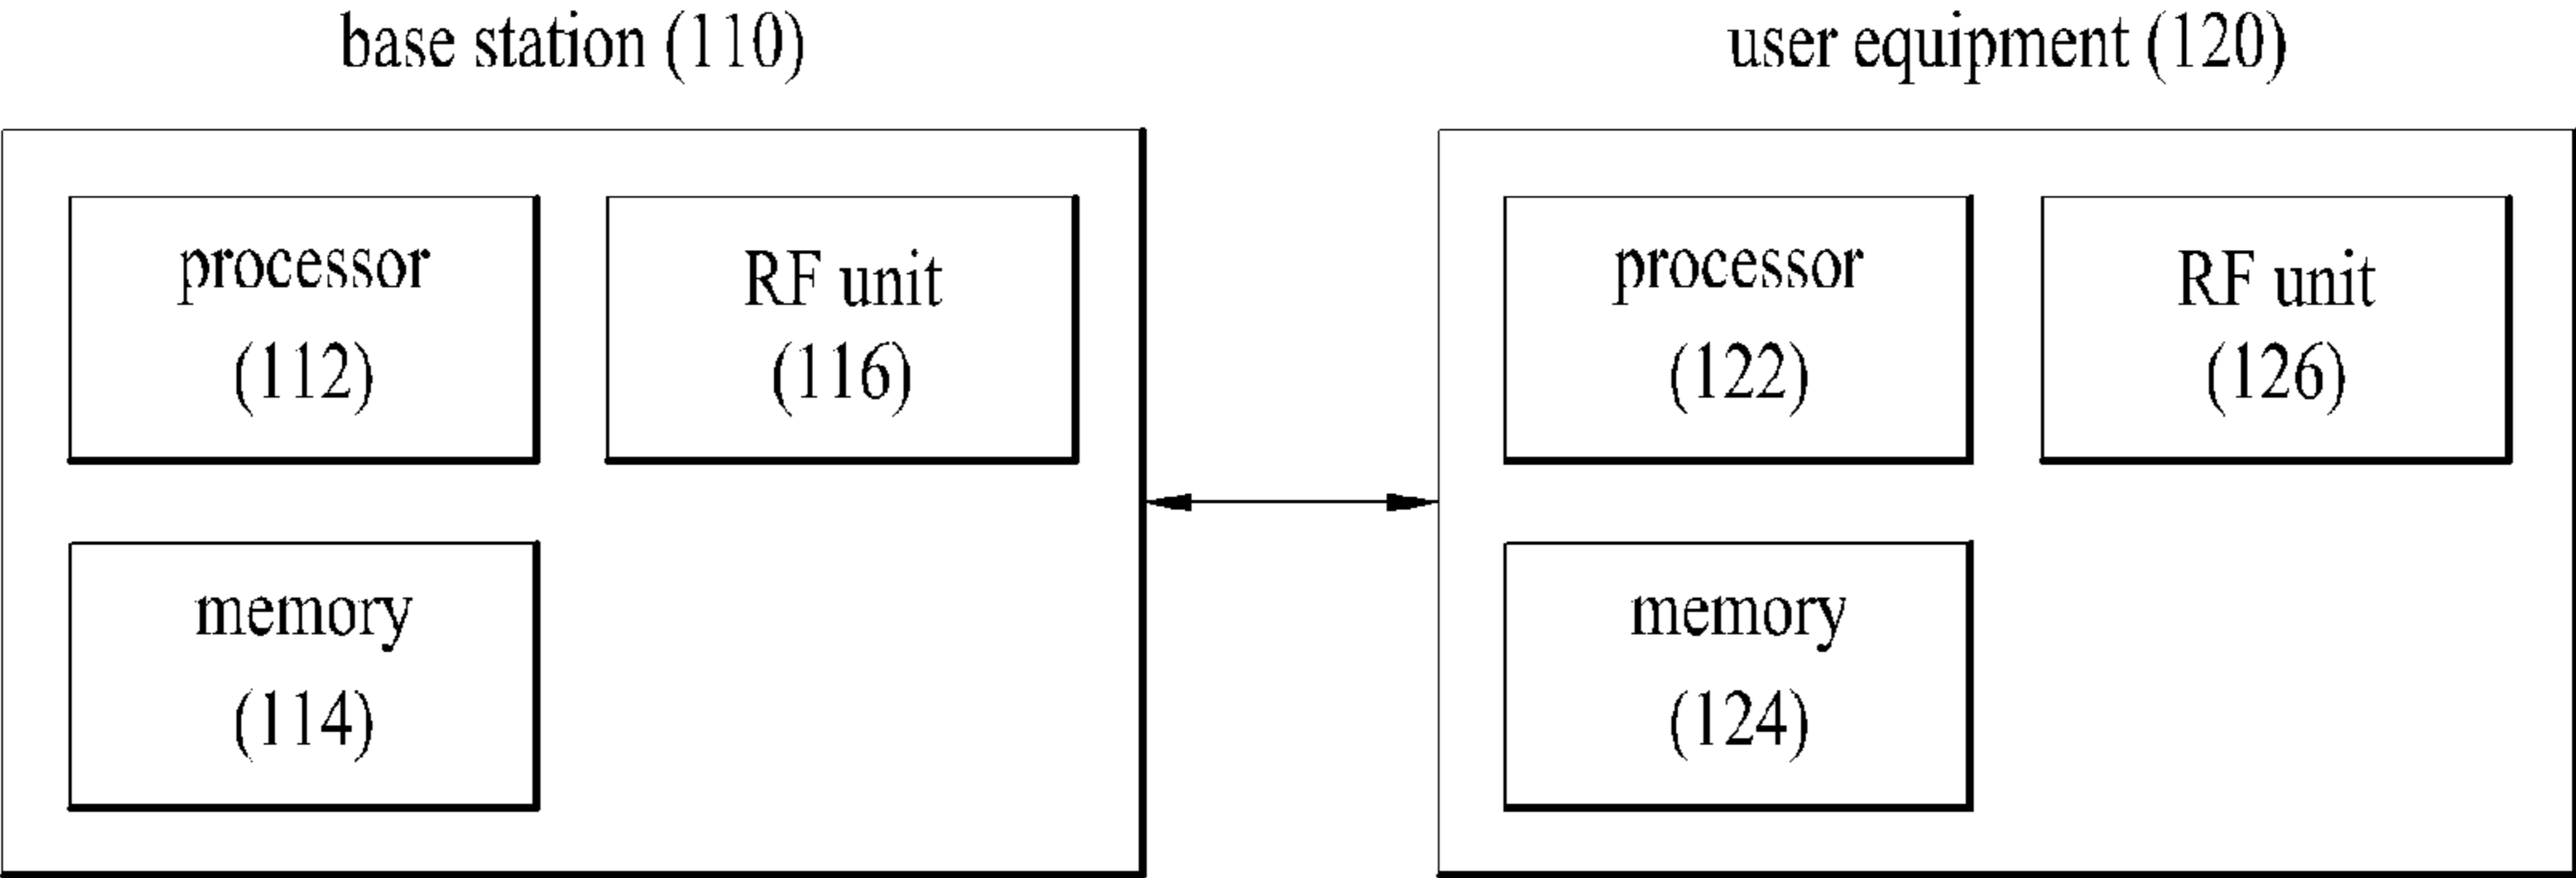 base station (110)
user equipment (120)
processor
(112)
RF unit
(116)
memory
(114)
processor
(122)
RF unit
(126)
memory
(124)